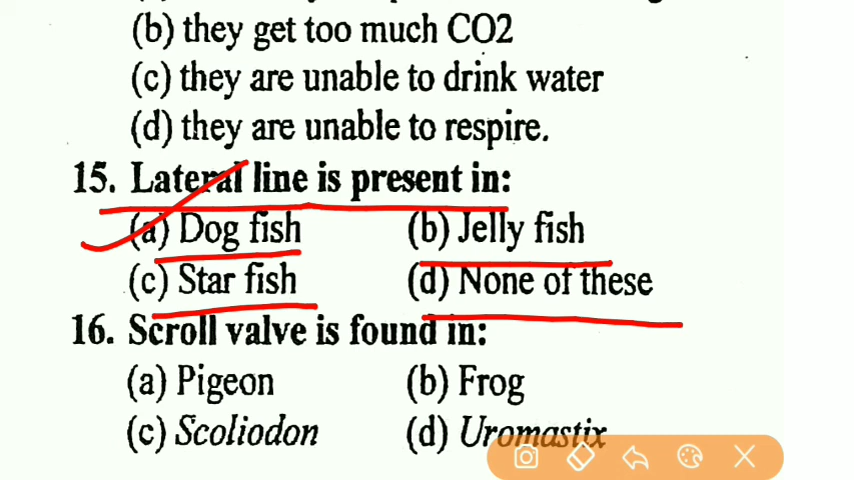 (b) they get too much CO2
(c) they are unable to drink water
(d) they are unable to respire.
15. Lateral line is present in:
(a) Dog fish (b) Jelly fish
(c) Star fish (d) None of these
16. Scroll valve is found in:
(a) Pigeon (b) Frog
(c) Scoliodon (d) Uromastix